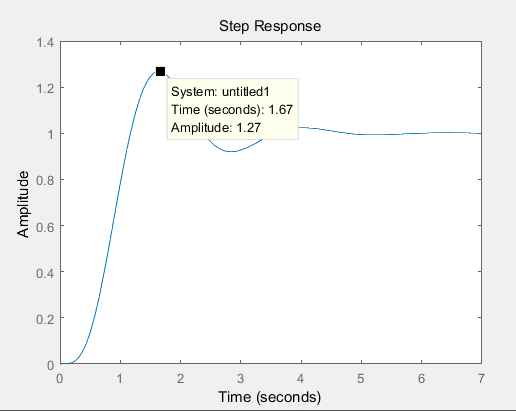 Step Response
1.4
1.2
1
0.8
0.6
0.4
0.2
0
Amplitude
System: untitled1
Time (seconds): 1.67
Amplitude: 1.27
0 1 2 3 4 5 6 7
Time (seconds)